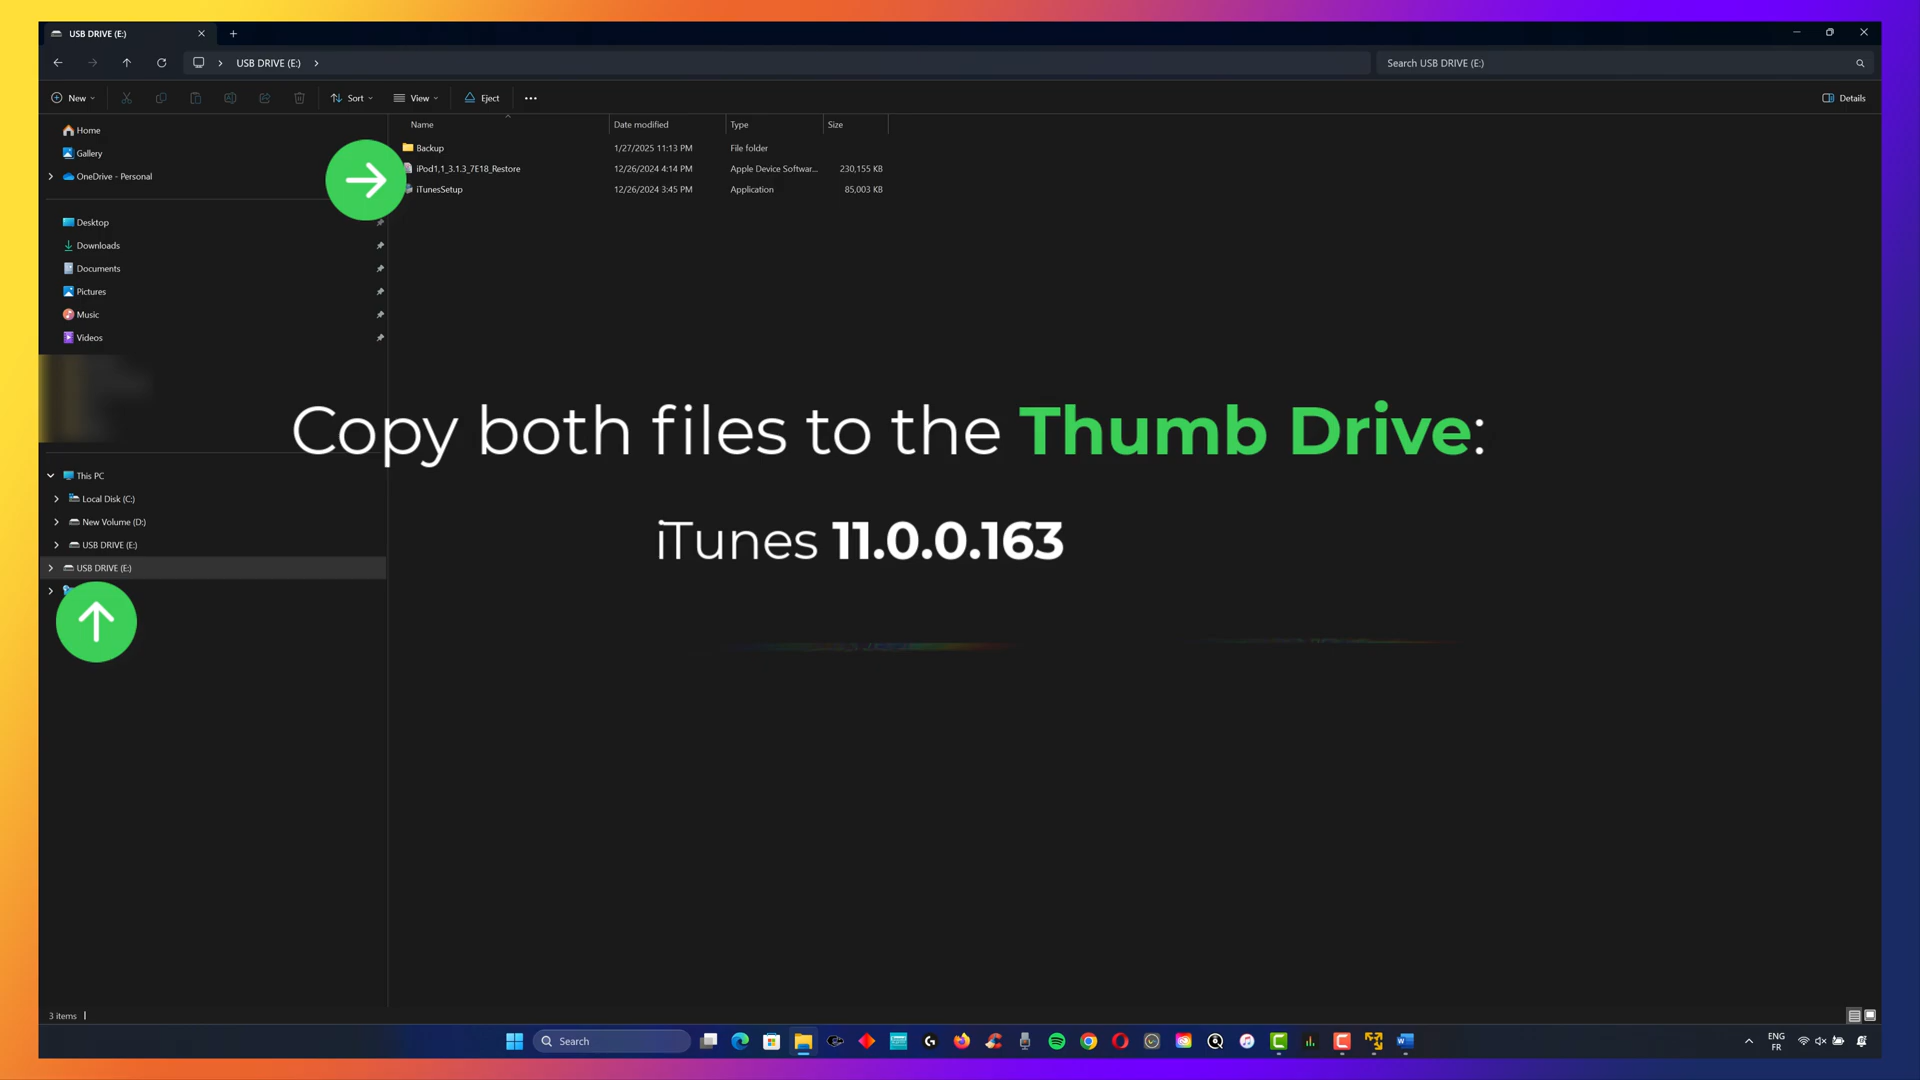 USB DRIVE (E:)
USB DRIVE (E:)
Search USB DRIVE (E:)
New
Sort
View
Eject
Details
Name
Date modified
Type
Size
Home
Gallery
OneDrive - Personal
Backup 1/27/2025 11:13 PM File folder
iPod1,1_3.1.3_7E18_Restore 12/26/2024 4:14 PM Apple Device Softwar... 230,155 KB
iTunesSetup 12/26/2024 3:45 PM Application 85,003 KB
Desktop
Downloads
Documents
Pictures
Music
Videos
Copy both files to the Thumb Drive:
iTunes 11.0.0.163
This PC
Local Disk (C:)
New Volume (D:)
USB DRIVE (E:)
USB DRIVE (E:)
3 items
Search
ENG
FR